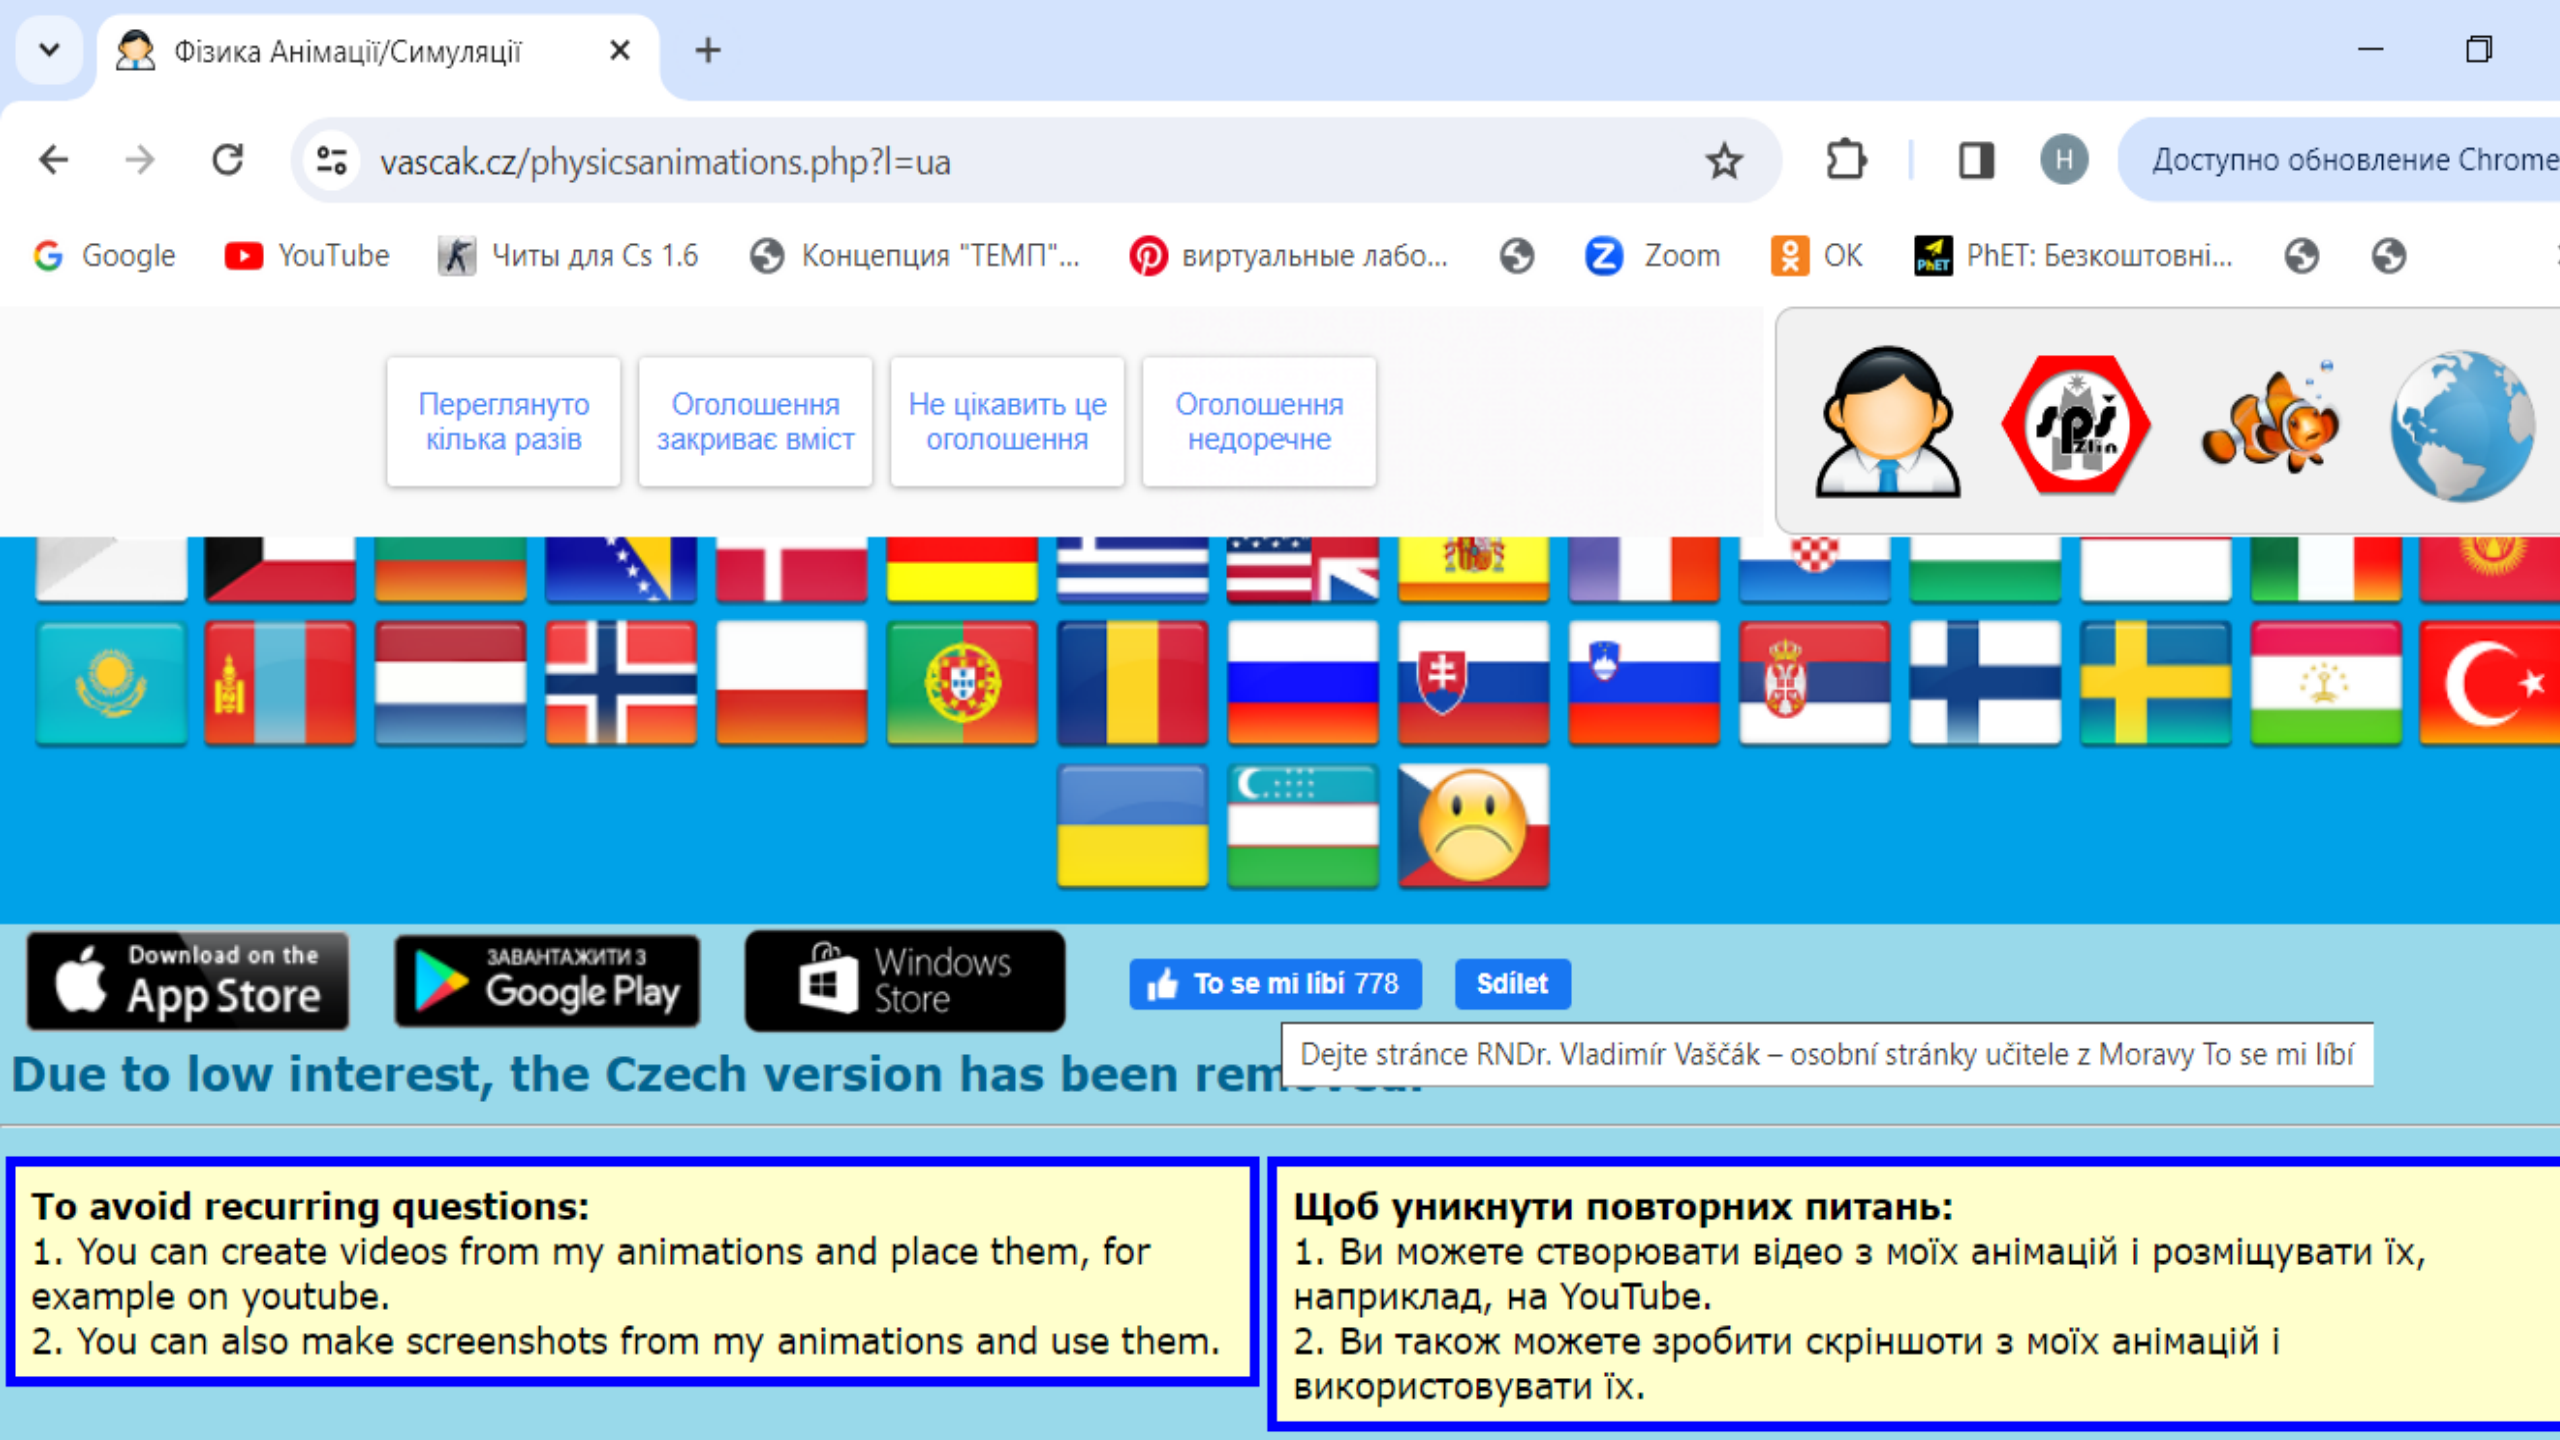 Фізика Анімації/Симуляції
vascak.cz/physicsanimations.php?l=ua
H
Доступно обновление Chrome
Google
YouTube
Читы для Cs 1.6
Концепция "ТЕМП"...
виртуальные лабо...
Zoom
OK
PhET: Безкоштовні...
Переглянуто
кілька разів
Оголошення
закриває вміст
Не цікавить це
оголошення
Оголошення
недоречне
spš
Zlín
Download on the
App Store
ЗАВАНТАЖИТИ З
Google Play
Windows
Store
To se mi líbí 778
Sdílet
Dejte stránce RNDr. Vladimír Vaščák – osobní stránky učitele z Moravy To se mi líbí
Due to low interest, the Czech version has been
To avoid recurring questions:
1. You can create videos from my animations and place them, for
example on youtube.
2. You can also make screenshots from my animations and use them.
Щоб уникнути повторних питань:
1. Ви можете створювати відео з моїх анімацій і розміщувати їх,
наприклад, на YouTube.
2. Ви також можете зробити скріншоти з моїх анімацій і
використовувати їх.